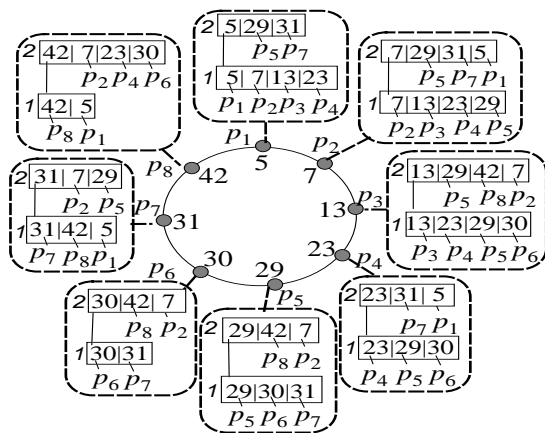 2 42| 7|23|30
p2 p4 p6
1 42| 5
p8 p1
2 5|29|31
p5 p7
1 5| 7|13|23
p1 p2 p3 p4
2 7|29|31|5
p5 p7 p1
1 7|13|23|29
p2 p3 p4 p5
p8 42
p1 5
p2 7
2 31| 7|29
p2 p5
1 31|42| 5
p7 p8 p1
p7 31
p3 13
2 13|29|42| 7
p5 p8 p2
1 13|23|29|30
p3 p4 p5 p6
p6 30
29 p5
23 p4
2 30|42| 7
p8 p2
1 30|31
p6 p7
2 29|42| 7
p8 p2
1 29|30|31
p5 p6 p7
2 23|31| 5
p7 p1
1 23|29|30
p4 p5 p6